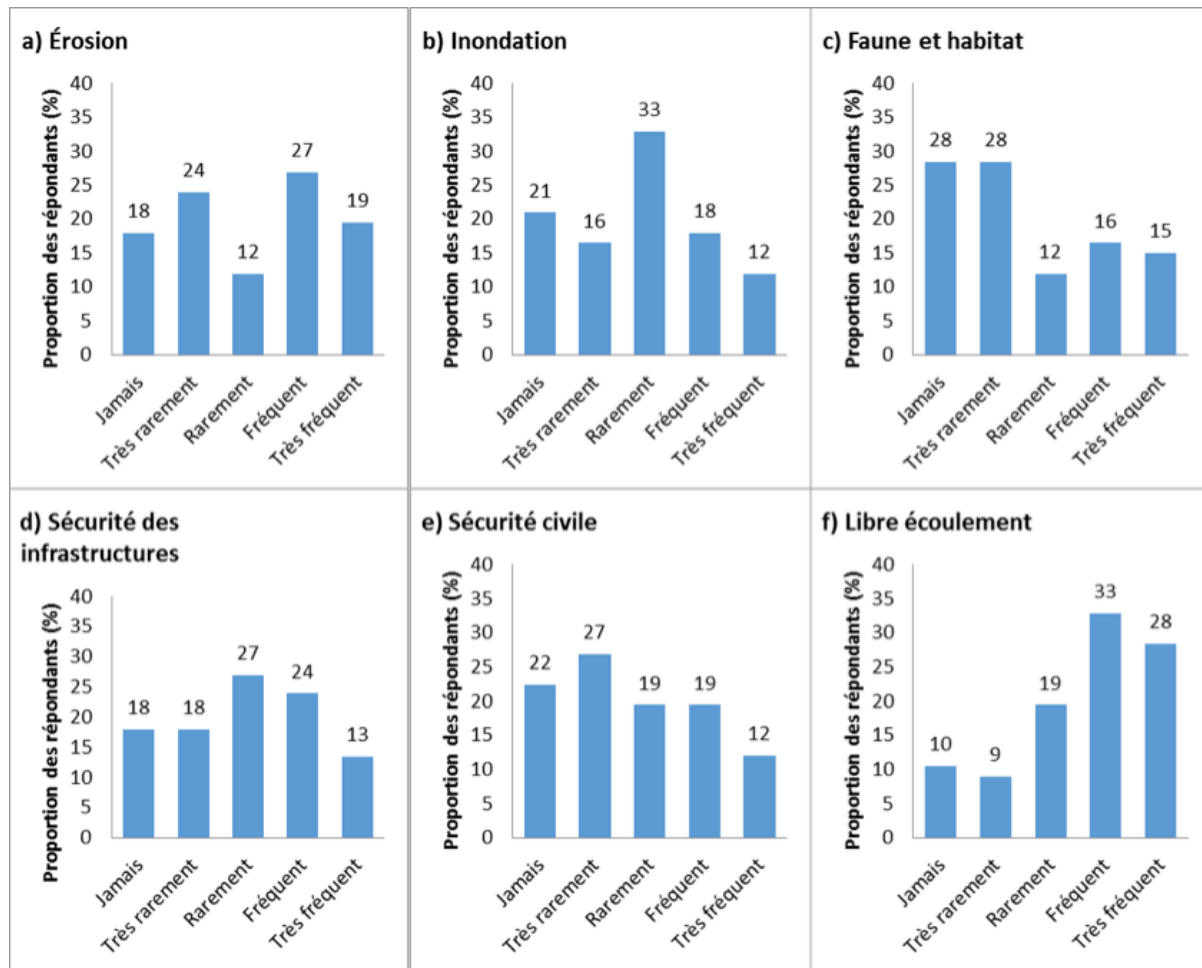 a) Érosion
Proportion des répondants (%)
40
35
30
25
20
15
10
5
0
18
24
12
27
19
Jamais
Très rarement
Rarement
Fréquent
Très fréquent
b) Inondation
Proportion des répondants (%)
40
35
30
25
20
15
10
5
0
21
16
33
18
12
Jamais
Très rarement
Rarement
Fréquent
Très fréquent
c) Faune et habitat
Proportion des répondants (%)
40
35
30
25
20
15
10
5
0
28
28
12
16
15
Jamais
Très rarement
Rarement
Fréquent
Très fréquent
d) Sécurité des
infrastructures
Proportion des répondants (%)
40
35
30
25
20
15
10
5
0
18
18
27
24
13
Jamais
Très rarement
Rarement
Fréquent
Très fréquent
e) Sécurité civile
Proportion des répondants (%)
40
35
30
25
20
15
10
5
0
22
27
19
19
12
Jamais
Très rarement
Rarement
Fréquent
Très fréquent
f) Libre écoulement
Proportion des répondants (%)
40
35
30
25
20
15
10
5
0
10
9
19
33
28
Jamais
Très rarement
Rarement
Fréquent
Très fréquent